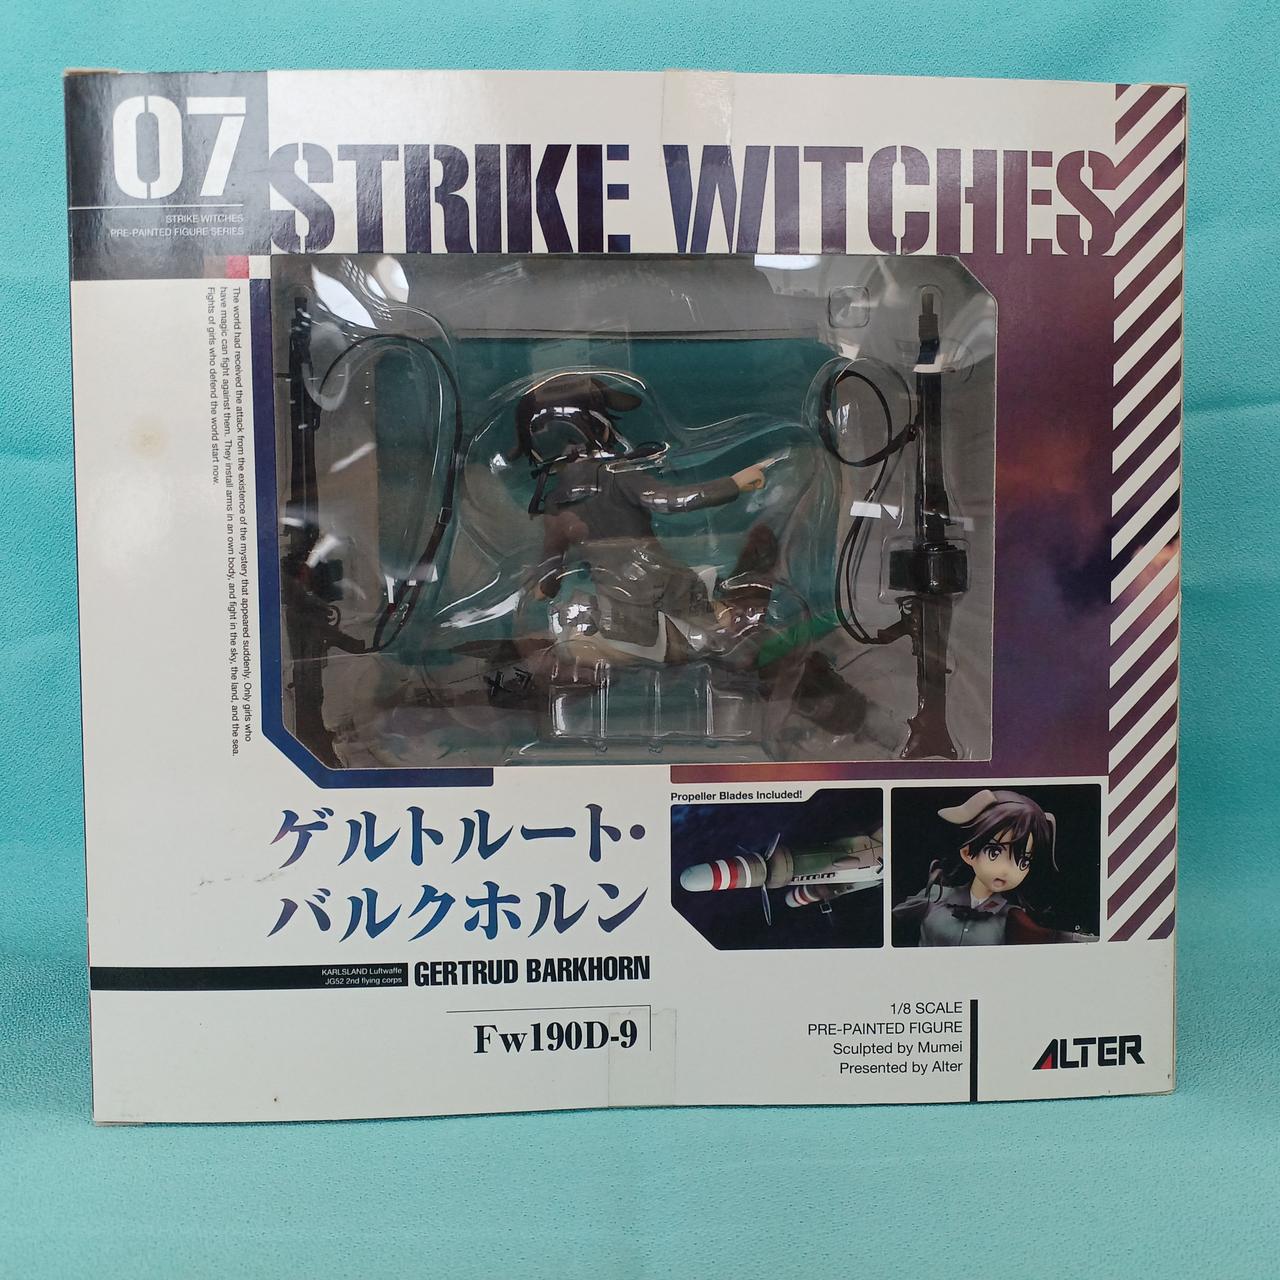 07
STRIKE WITCHES
PRE-PAINTED FIGURE SERIES
STRIKE WITCHES
The world had received the attack from the existence of the mystery that appeared suddenly. Only girls who
have magic can fight against them. They install arms in an own body, and fight in the sky, the land, and the sea.
Fights of girls who defend the world start now.
ゲルトルート・
バルクホルン
Propeller Blades Included!
KARLSLAND Luftwaffe
JG52 2nd flying corps
GERTRUD BARKHORN
Fw190D-9
1/8 SCALE
PRE-PAINTED FIGURE
Sculpted by Mumei
Presented by Alter
ALTER